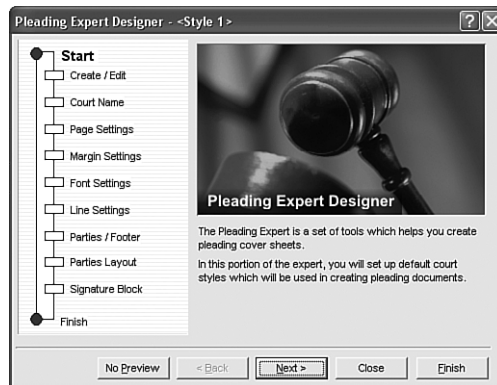 Pleading Expert Designer - <Style 1>
Start
Create / Edit
Court Name
Page Settings
Margin Settings
Font Settings
Line Settings
Parties / Footer
Parties Layout
Signature Block
Finish
Pleading Expert Designer
The Pleading Expert is a set of tools which helps you create
pleading cover sheets.
In this portion of the expert, you will set up default court
styles which will be used in creating pleading documents.
No Preview
< Back
Next >
Close
Finish